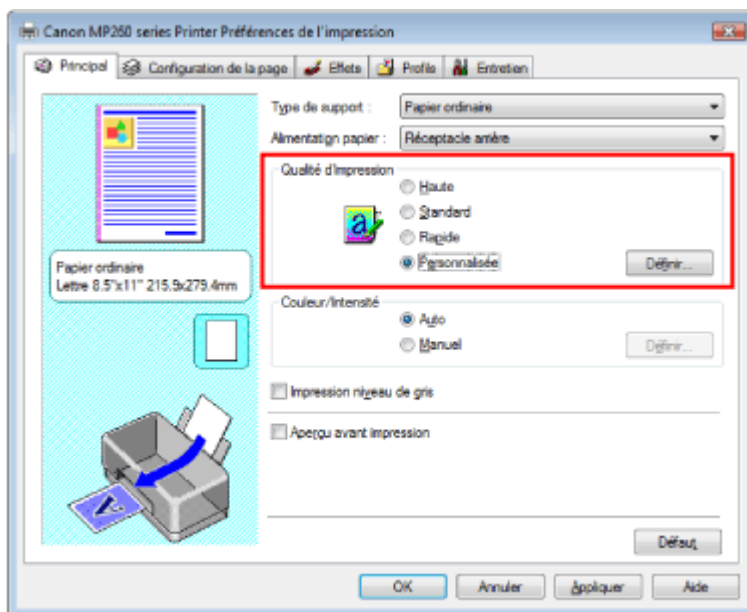 Canon MP260 series Printer Préférences de l'impression
Principal Configuration de la page Effets Profils Entretien
Type de support : Papier ordinaire
Alimentation papier : Réceptacle arrière
Qualité d'impression
Haute
Standard
Rapide
Personnalisée Définir...
Papier ordinaire
Lettre 8.5"x11" 215.9x279.4mm
Couleur/Intensité
Auto
Manuel Définir...
Impression niveau de gris
Aperçu avant impression
Défaut
OK Annuler Appliquer Aide